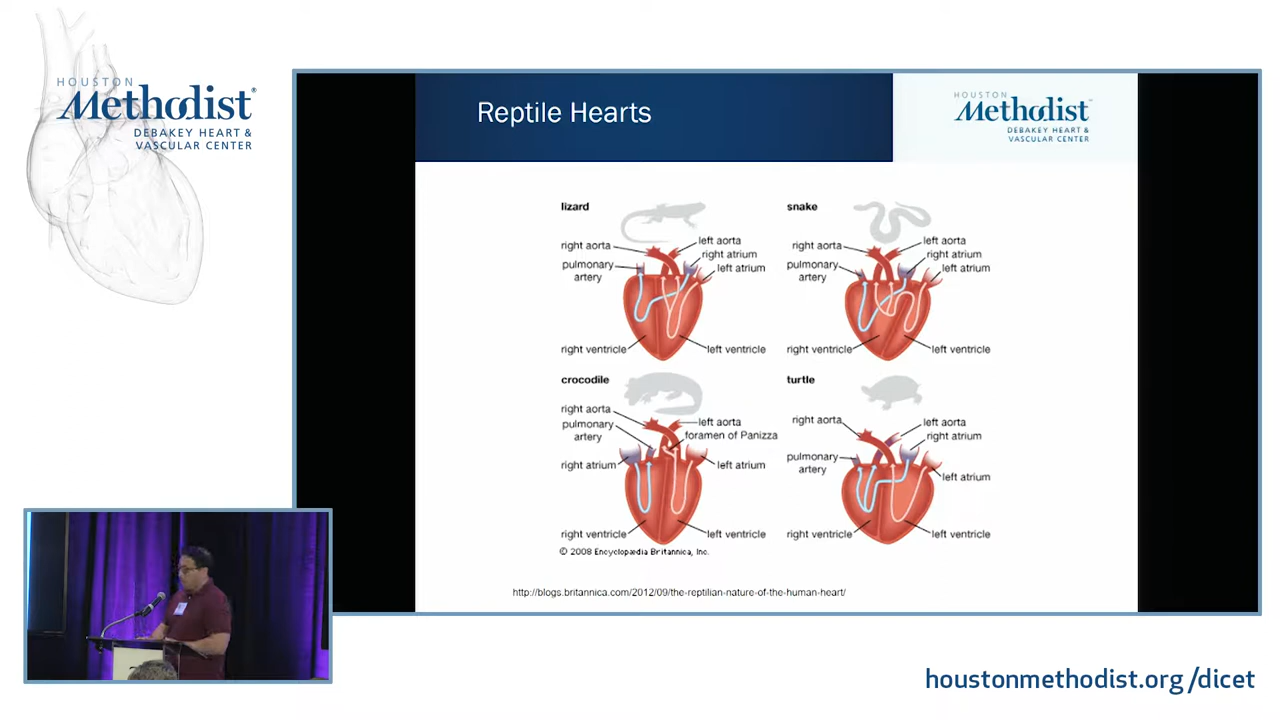 HOUSTON
Methodist®
DEBAKEY HEART &
VASCULAR CENTER
Reptile Hearts
HOUSTON
Methodist
DEBAKEY HEART &
VASCULAR CENTER
lizard
right aorta
left aorta
right atrium
pulmonary
artery
left atrium
right ventricle
left ventricle
snake
right aorta
left aorta
right atrium
pulmonary
artery
left atrium
right ventricle
left ventricle
crocodile
right aorta
pulmonary
artery
left aorta
foramen of Panizza
right atrium
left atrium
right ventricle
left ventricle
turtle
right aorta
left aorta
right atrium
pulmonary
artery
left atrium
right ventricle
left ventricle
© 2008 Encyclopædia Britannica, Inc.
http://blogs.britannica.com/2012/09/the-reptilian-nature-of-the-human-heart/
houstonmethodist.org/dicet